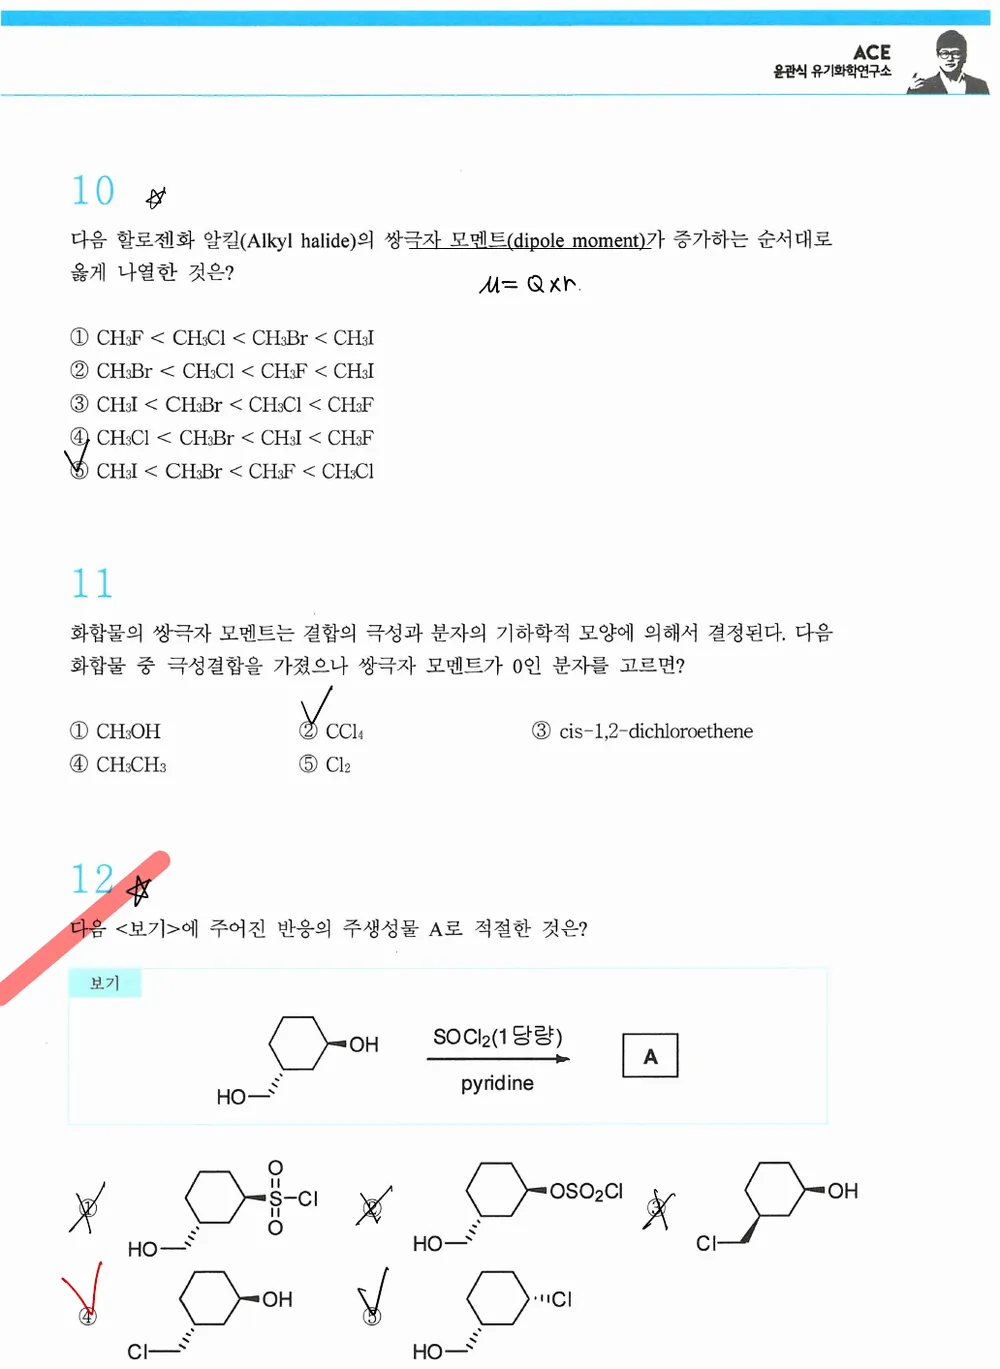 ACE
윤관식 유기화학연구소
10
다음 할로젠화 알킬(Alkyl halide)의 쌍극자 모멘트(dipole moment)가 증가하는 순서대로
옳게 나열한 것은?
μ= Q×r.
① CH₃F < CH₃Cl < CH₃Br < CH₃I
② CH₃Br < CH₃Cl < CH₃F < CH₃I
③ CH₃I < CH₃Br < CH₃Cl < CH₃F
④ CH₃Cl < CH₃Br < CH₃I < CH₃F
⑤ CH₃I < CH₃Br < CH₃F < CH₃Cl
11
화합물의 쌍극자 모멘트는 결합의 극성과 분자의 기하학적 모양에 의해서 결정된다. 다음
화합물 중 극성결합을 가졌으나 쌍극자 모멘트가 0인 분자를 고르면?
① CH₃OH ② CCl₄ ③ cis-1,2-dichloroethene
④ CH₃CH₃ ⑤ Cl₂
12
다음 <보기>에 주어진 반응의 주생성물 A로 적절한 것은?
보기
OH
HO
SOCl₂(1당량)
pyridine
A
① O S Cl O HO
② OSO₂Cl HO
③ OH Cl
④ OH Cl
⑤ Cl HO